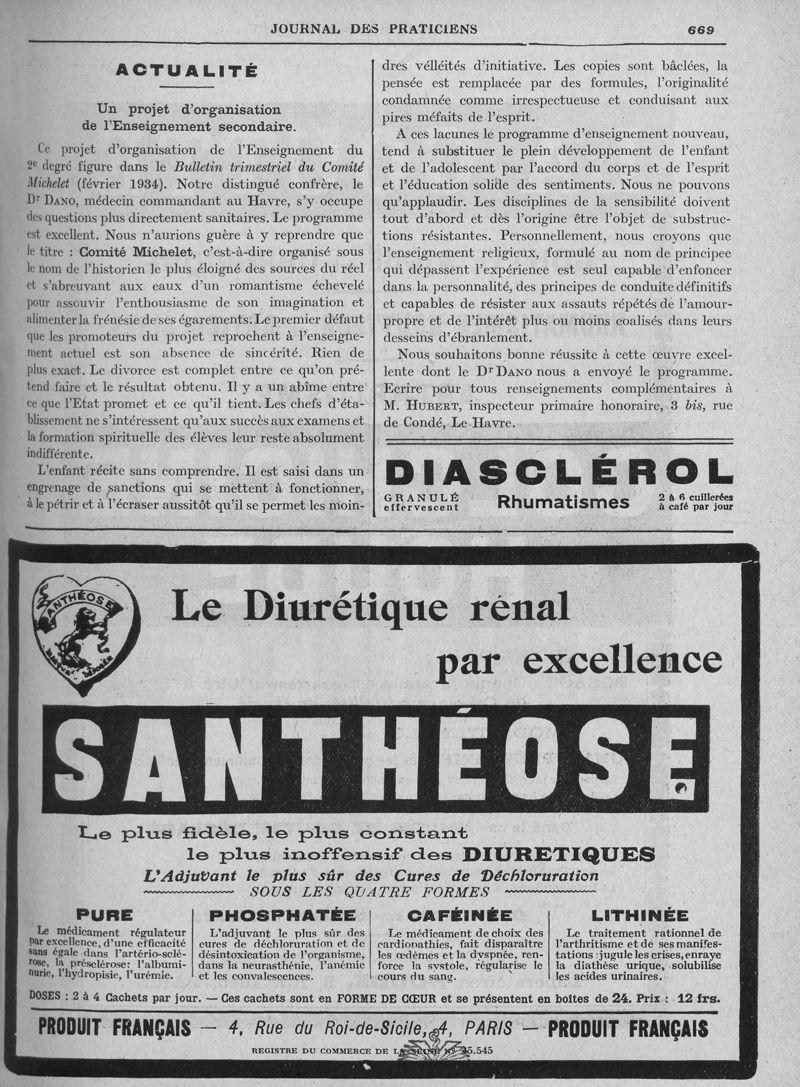 JOURNAL DES PRATICIENS 669
ACTUALITÉ
Un projet d'organisation
de l'Enseignement secondaire.
Ce projet d'organisation de l'Enseignement du
2e degré figure dans le Bulletin trimestriel du Comité
Michelet (février 1934). Notre distingué confrère, le
Dr DANO, médecin commandant au Havre, s'y occupe
des questions plus directement sanitaires. Le programme
est excellent. Nous n'aurions guère à y reprendre que
le titre : Comité Michelet, c'est-à-dire organisé sous
le nom de l'historien le plus éloigné des sources du réel
et s'abreuvant aux eaux d'un romantisme échevelé
pour assouvir l'enthousiasme de son imagination et
alimenter la frénésie de ses égarements. Le premier défaut
que les promoteurs du projet reprochent à l'enseigne-
ment actuel est son absence de sincérité. Rien de
plus exact. Le divorce est complet entre ce qu'on pré-
tend faire et le résultat obtenu. Il y a un abîme entre
ce que l'Etat promet et ce qu'il tient. Les chefs d'éta-
blissement ne s'intéressent qu'aux succès aux examens et
la formation spirituelle des élèves leur reste absolument
indifférente.
L'enfant récite sans comprendre. Il est saisi dans un
engrenage de sanctions qui se mettent à fonctionner,
à le pétrir et à l'écraser aussitôt qu'il se permet les moin-
dres vélléités d'initiative. Les copies sont bâclées, la
pensée est remplacée par des formules, l'originalité
condamnée comme irrespectueuse et conduisant aux
pires méfaits de l'esprit.
A ces lacunes le programme d'enseignement nouveau,
tend à substituer le plein développement de l'enfant
et de l'adolescent par l'accord du corps et de l'esprit
et l'éducation solide des sentiments. Nous ne pouvons
qu'applaudir. Les disciplines de la sensibilité doivent
tout d'abord et dès l'origine être l'objet de substruc-
tions résistantes. Personnellement, nous croyons que
l'enseignement religieux, formulé au nom de principee
qui dépassent l'expérience est seul capable d'enfoncer
dans la personnalité, des principes de conduite définitifs
et capables de résister aux assauts répétés de l'amour-
propre et de l'intérêt plus ou moins coalisés dans leurs
desseins d'ébranlement.
Nous souhaitons bonne réussite à cette œuvre excel-
lente dont le Dr DANO nous a envoyé le programme.
Ecrire pour tous renseignements complémentaires à
M. HUBERT, inspecteur primaire honoraire, 3 bis, rue
de Condé, Le Havre.
DIASCLÉROL
GRANULÉ
effervescent
Rhumatismes
2 à 6 cuillerées
à café par jour
SANTHÉOSE
Marque déposée
Le Diurétique rénal
par excellence
SANTHÉOSE
Le plus fidèle, le plus constant
le plus inoffensif des DIURETIQUES
L'Adjuvant le plus sûr des Cures de Déchloruration
SOUS LES QUATRE FORMES
PURE
Le médicament régulateur
par excellence, d'une efficacité
sans égale dans l'artério-sclé-
rose, la présclérose: l'albumi-
nurie, l'hydropisie, l'urémie.
PHOSPHATÉE
L'adjuvant le plus sûr des
cures de déchloruration et de
désintoxication de l'organisme,
dans la neurasthénie, l'anémie
et les convalescences.
CAFÉINÉE
Le médicament de choix des
cardionathies, fait disparaître
les œdèmes et la dyspnée, ren-
force la systole, régularise le
cours du sang.
LITHINÉE
Le traitement rationnel de
l'arthritisme et de ses manifes-
tations : jugule les crises, enraye
la diathèse urique, solubilise
les acides urinaires.
DOSES : 2 à 4 Cachets par jour. — Ces cachets sont en FORME DE CŒUR et se présentent en boîtes de 24. Prix : 12 frs.
PRODUIT FRANÇAIS — 4, Rue du Roi-de-Sicile, 4, PARIS — PRODUIT FRANÇAIS
REGISTRE DU COMMERCE DE